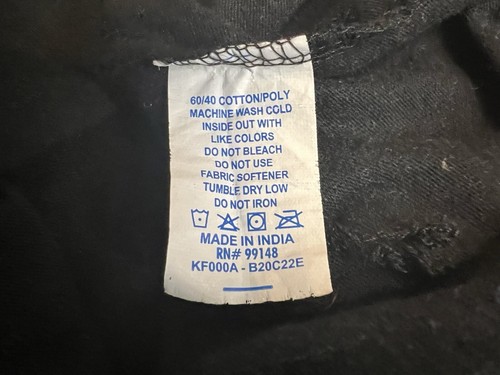 60/40 COTTON/POLY
MACHINE WASH COLD
INSIDE OUT WITH
LIKE COLORS
DO NOT BLEACH
DO NOT USE
FABRIC SOFTENER
TUMBLE DRY LOW
DO NOT IRON
MADE IN INDIA
RN# 99148
KF000A - B20C22E